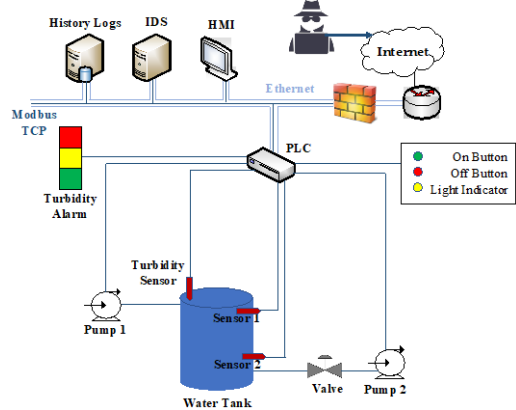 History Logs
IDS
HMI
Internet
Ethernet
Modbus
TCP
PLC
On Button
Off Button
Light Indicator
Turbidity
Alarm
Turbidity
Sensor
Pump 1
Sensor 1
Sensor 2
Valve
Pump 2
Water Tank